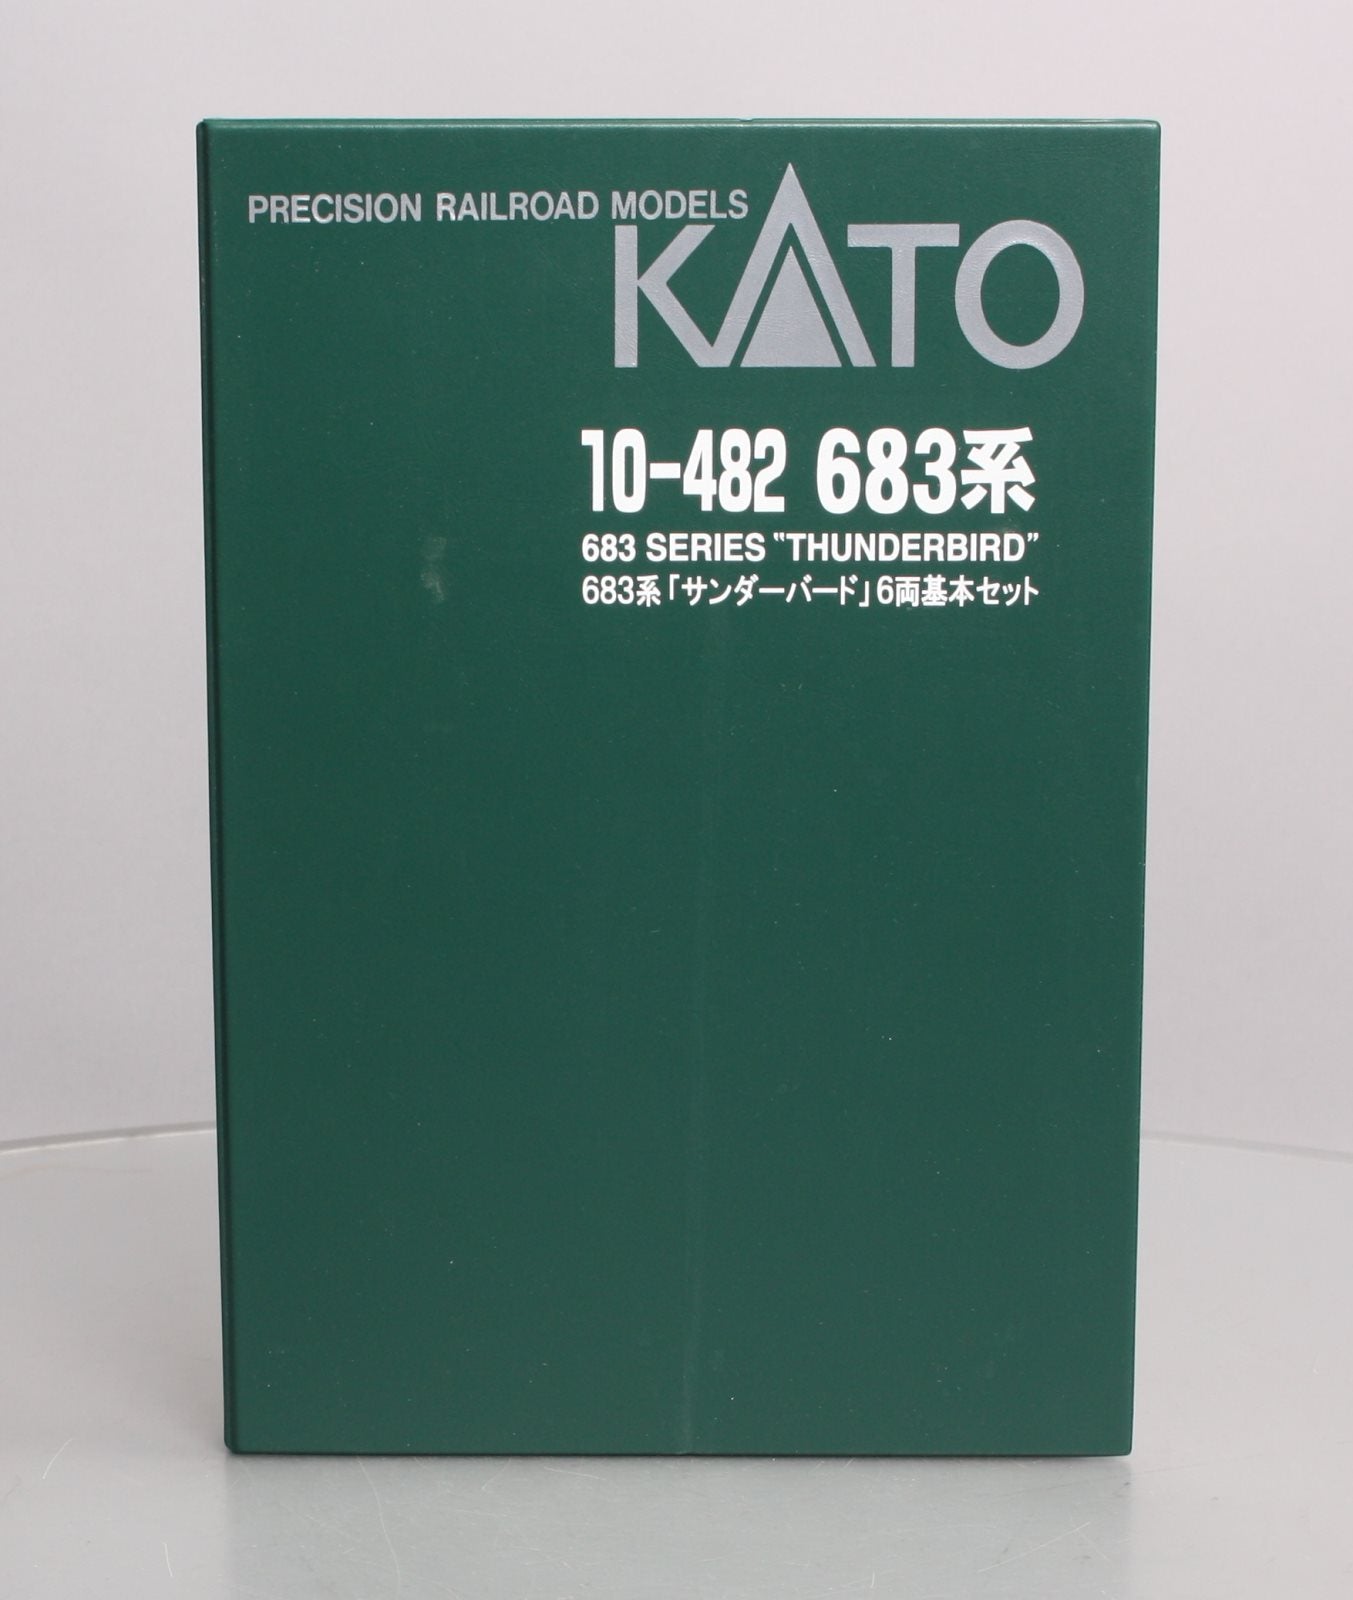 PRECISION RAILROAD MODELS
KATO
10-482 683系
683 SERIES "THUNDERBIRD"
683系「サンダーバード」6両基本セット